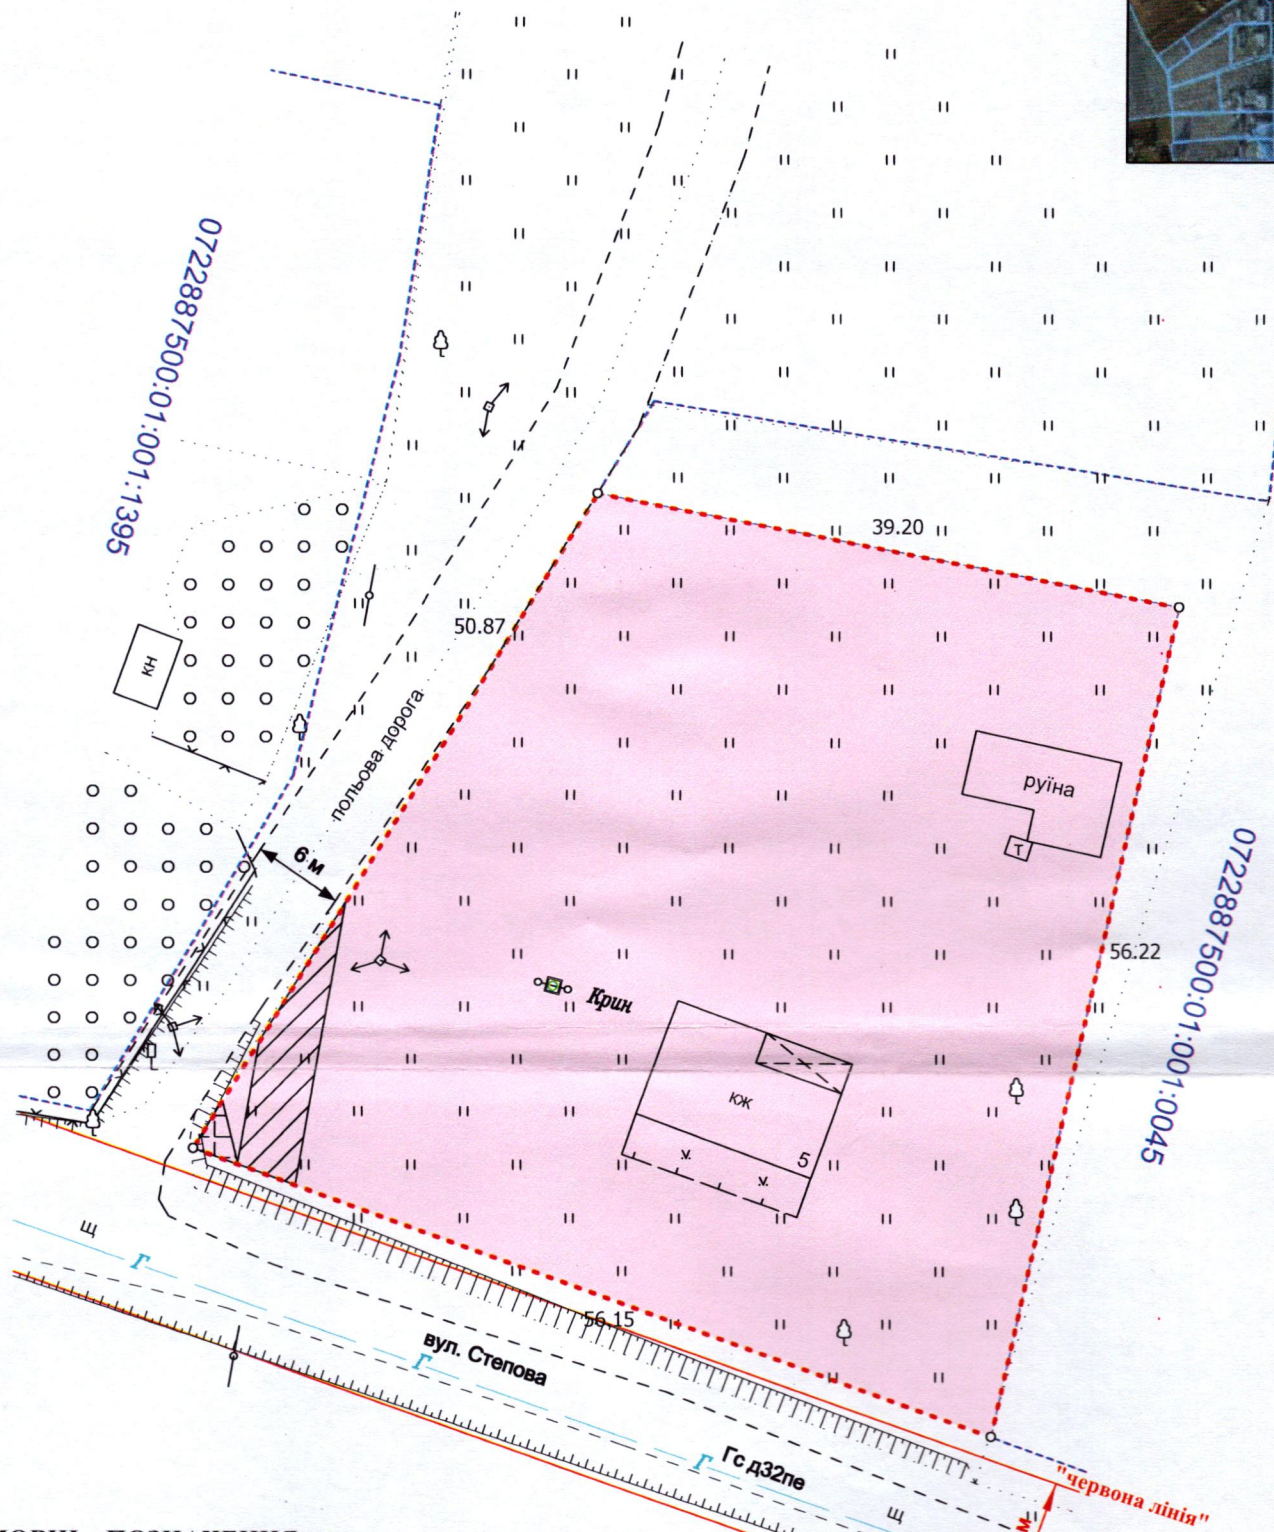 0722887500:01:001:1395
39.20
50.87
кн
польова дорога
руїна
т
6 м
56.22
0722887500:01:001:0045
Крин
кж
5
щ
Г
56.15
вул. Степова
Г
Гс д32пе
Г
щ
"червона лінія"
м
ПОЗНАЧЕННЯ